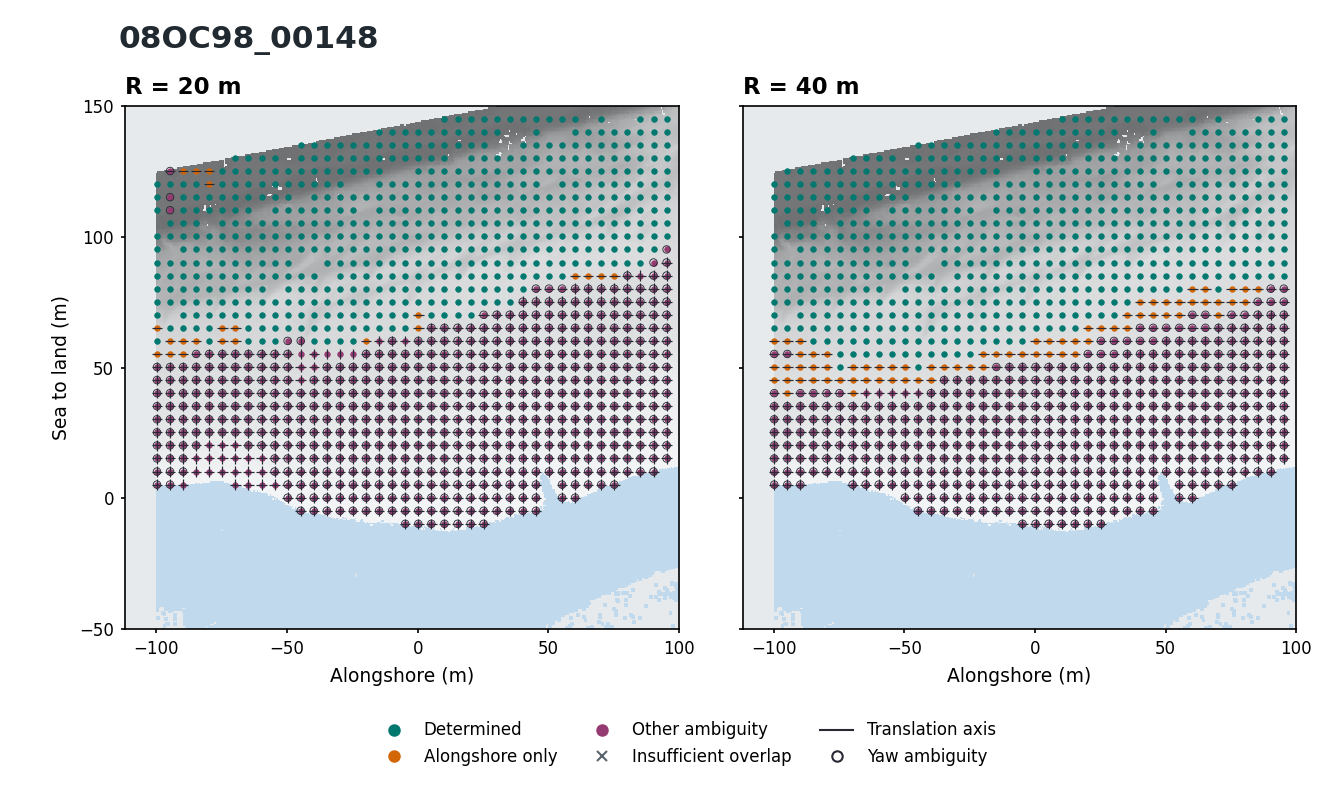 08OC98_00148
R = 20 m
R = 40 m
150
100
50
0
−50
Sea to land (m)
−100
−50
0
50
100
−100
−50
0
50
100
Alongshore (m)
Alongshore (m)
Determined
Other ambiguity
Translation axis
Alongshore only
Insufficient overlap
Yaw ambiguity